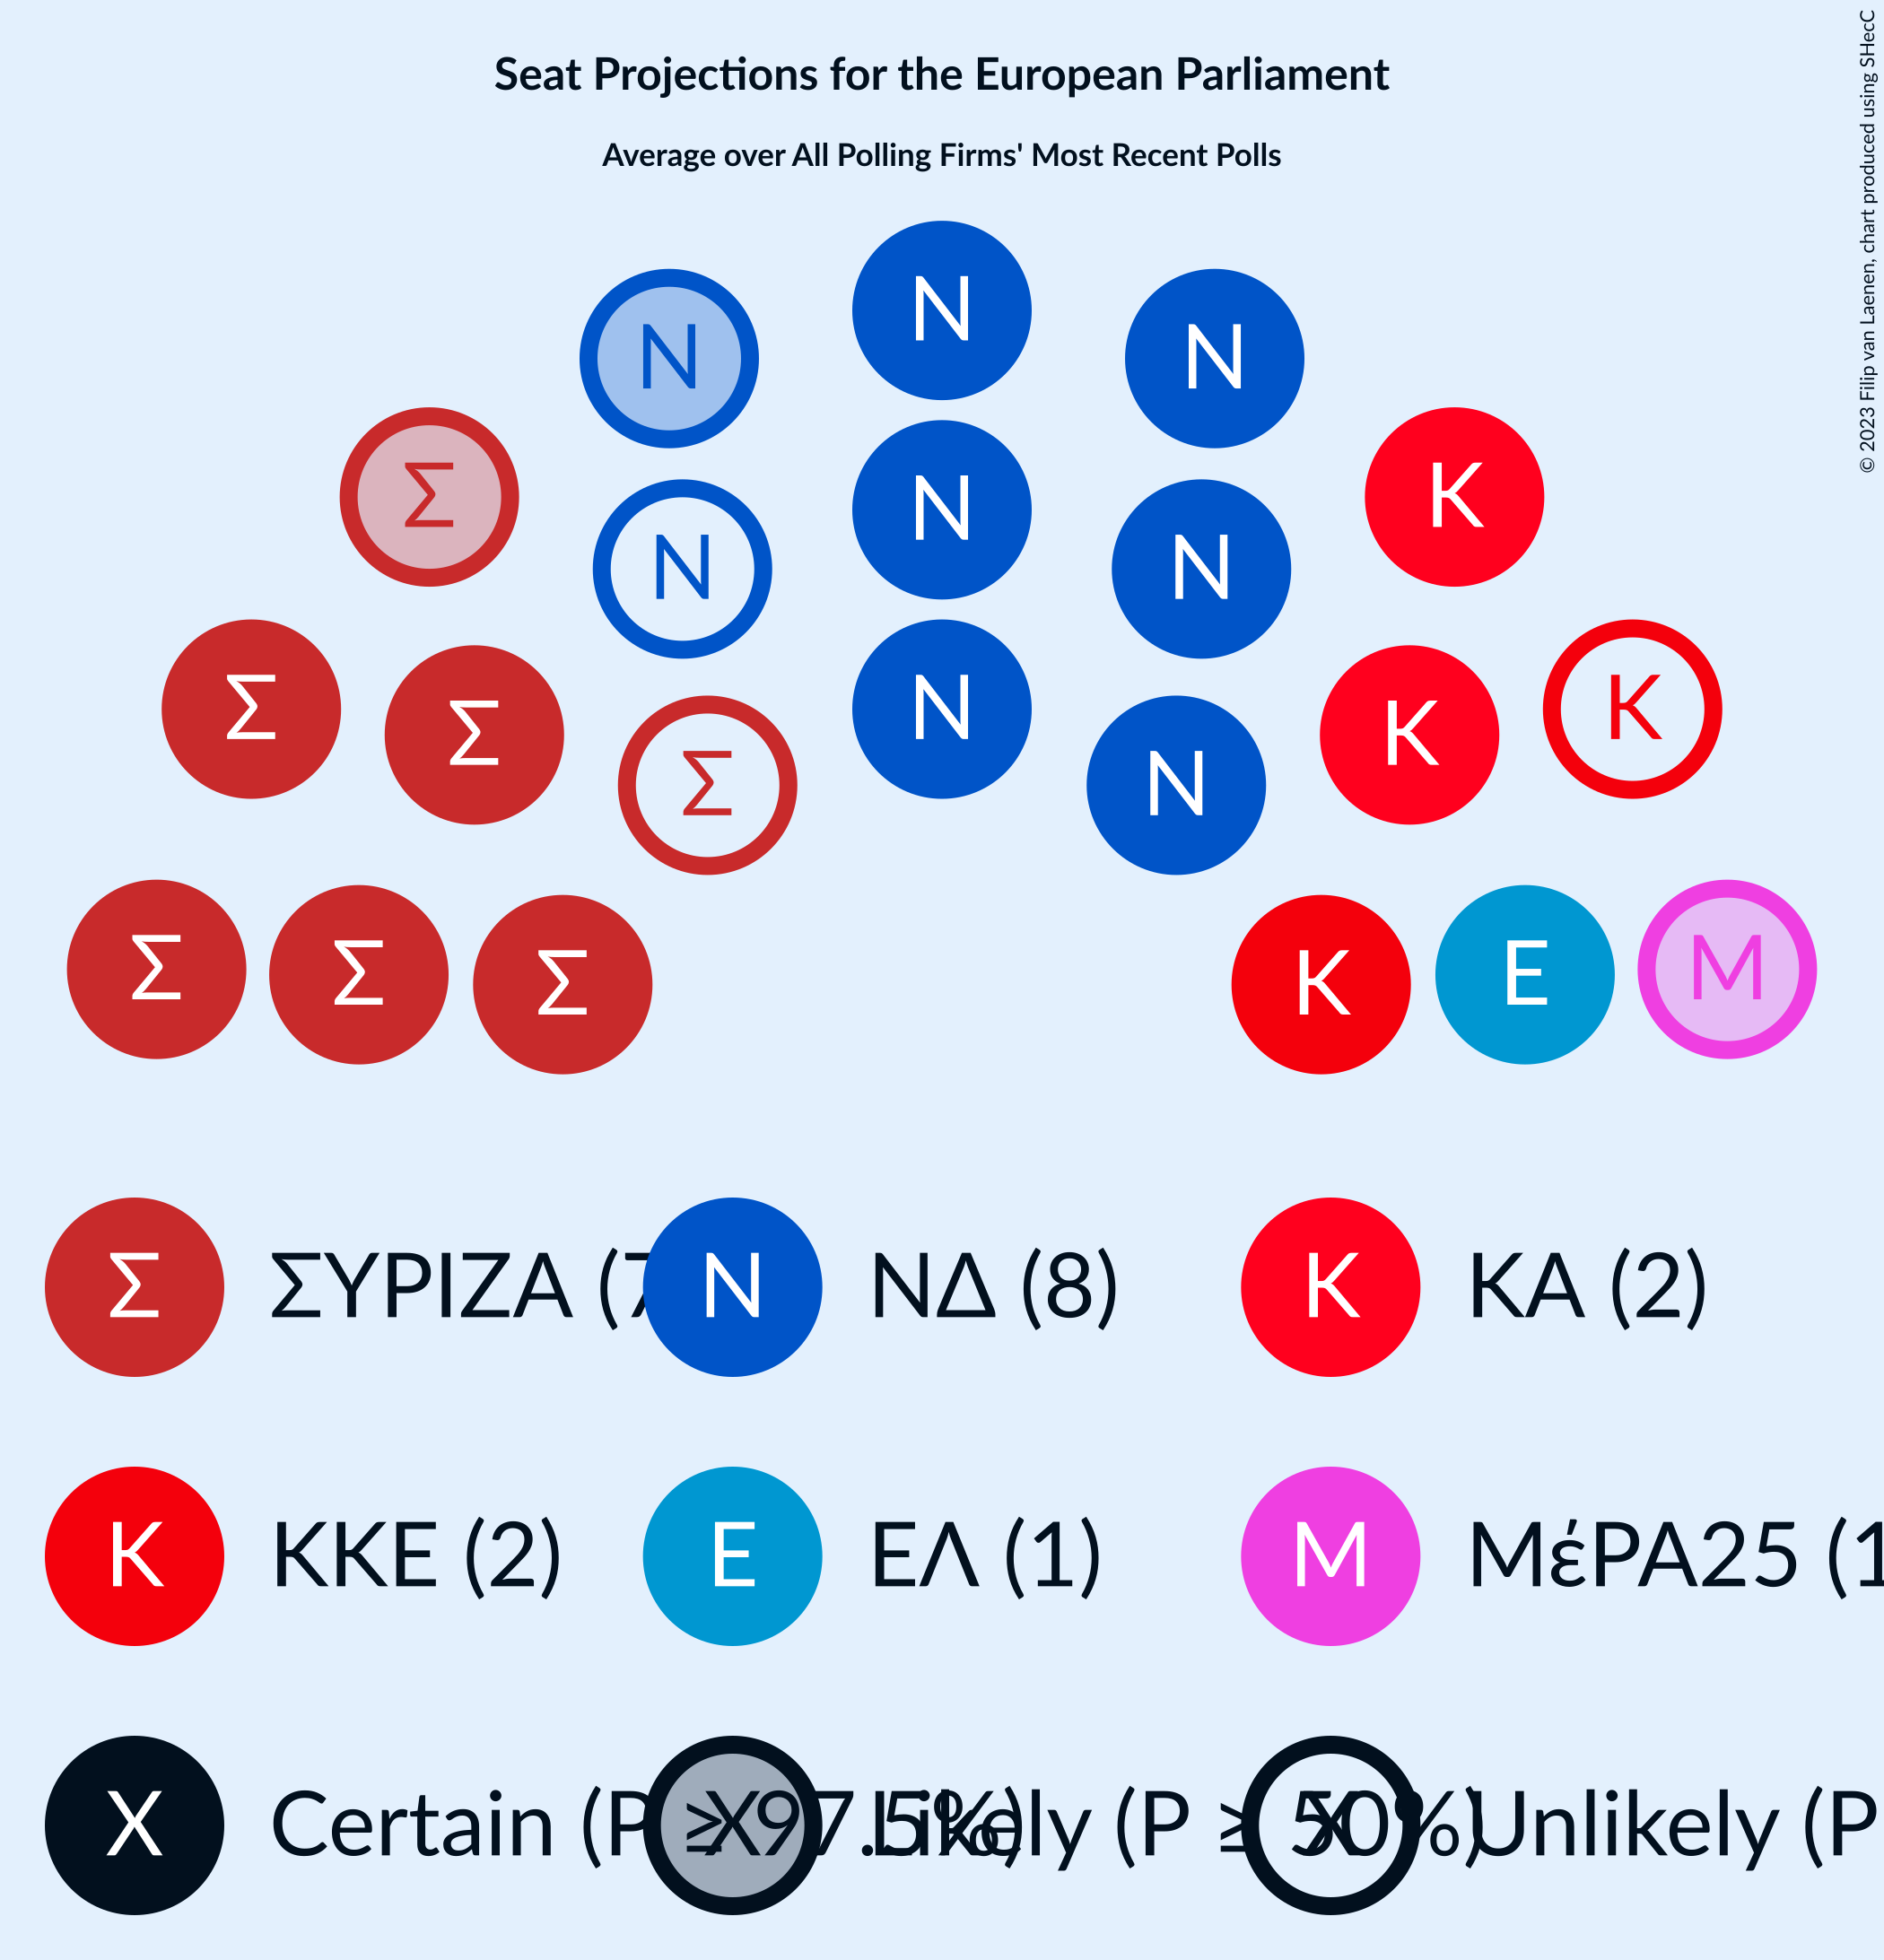 Seat Projections for the European Parliament
Average over All Polling Firms' Most Recent Polls
© 2023 Filip van Laenen, chart produced using SHecC
N
N N
Σ K
N
N N
Σ Σ N K K
Σ N
Σ Σ Σ K E M
Σ ΣΥΡΙΖΑ (7 N ΝΔ (8) K ΚΑ (2)
K ΚΚΕ (2) E ΕΛ (1) M ΜέΡΑ25 (1
X Certain (P ≥ 97.5%) X Likely (P ≥ 50%) X Unlikely (P